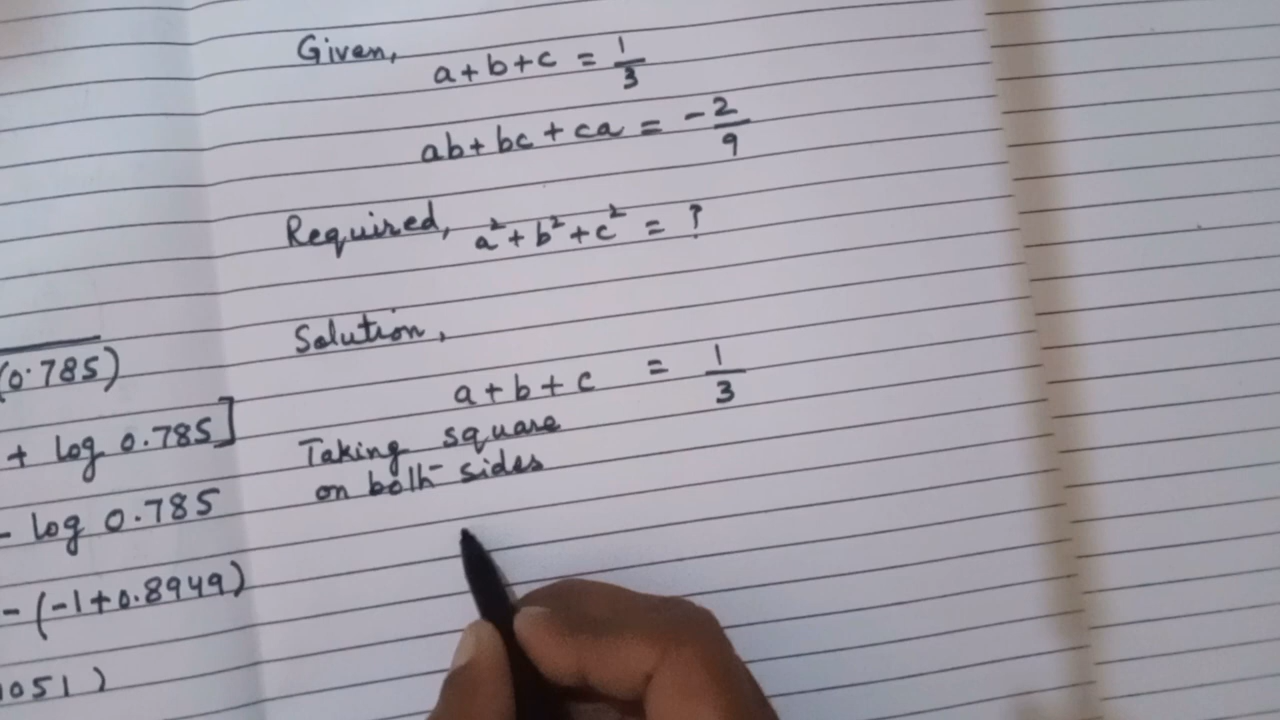 Given,
a + b + c = 1/3
ab + bc + ca = -2/9
Required, a² + b² + c² = ?
Solution,
a + b + c = 1/3
Taking square
on both sides
(0.785)
+ log 0.785]
- log 0.785
-(-1+0.8949)
1051)